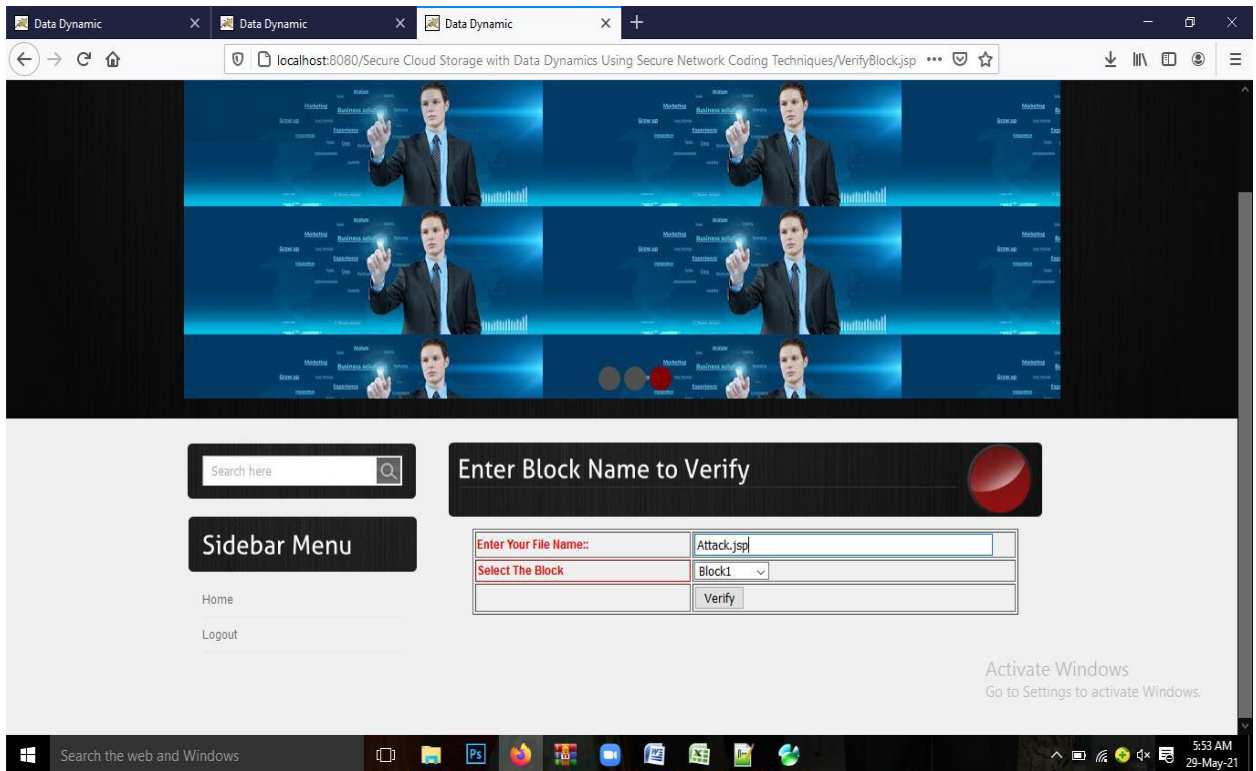 Data Dynamic
Data Dynamic
Data Dynamic
localhost:8080/Secure Cloud Storage with Data Dynamics Using Secure Network Coding Techniques/VerifyBlock.jsp
Search here
Enter Block Name to Verify
Sidebar Menu
Enter Your File Name::
Attack.jsp
Select The Block
Block1
Verify
Home
Logout
Activate Windows
Go to Settings to activate Windows.
Search the web and Windows
Ps
5:53 AM
29-May-21